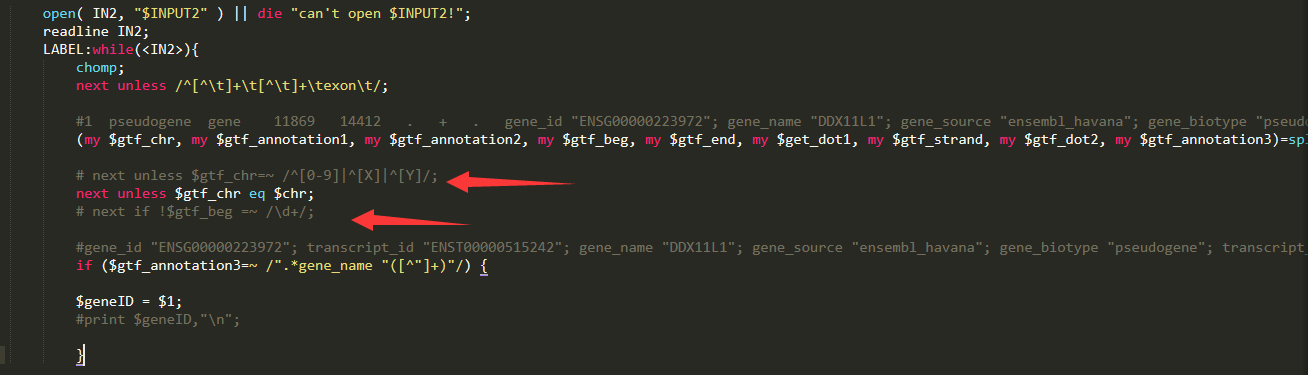 open( IN2, "$INPUT2" ) || die "can't open $INPUT2!";
readline IN2;
LABEL:while(<IN2>){
chomp;
next unless /^[^\t]+\t[^\t]+\texon\t/;
#1 pseudogene gene 11869 14412 . + . gene_id "ENSG00000223972"; gene_name "DDX11L1"; gene_source "ensembl_havana"; gene_biotype "pseudo
(my $gtf_chr, my $gtf_annotation1, my $gtf_annotation2, my $gtf_beg, my $gtf_end, my $get_dot1, my $gtf_strand, my $gtf_dot2, my $gtf_annotation3)=sp
# next unless $gtf_chr=~ /^[0-9]|^[X]|^[Y]/;
next unless $gtf_chr eq $chr;
# next if !$gtf_beg =~ /\d+/;
#gene_id "ENSG00000223972"; transcript_id "ENST00000515242"; gene_name "DDX11L1"; gene_source "ensembl_havana"; gene_biotype "pseudogene"; transcript_
if ($gtf_annotation3=~ /".*gene_name "([^"]+)"/) {
$geneID = $1;
#print $geneID,"\n";
}